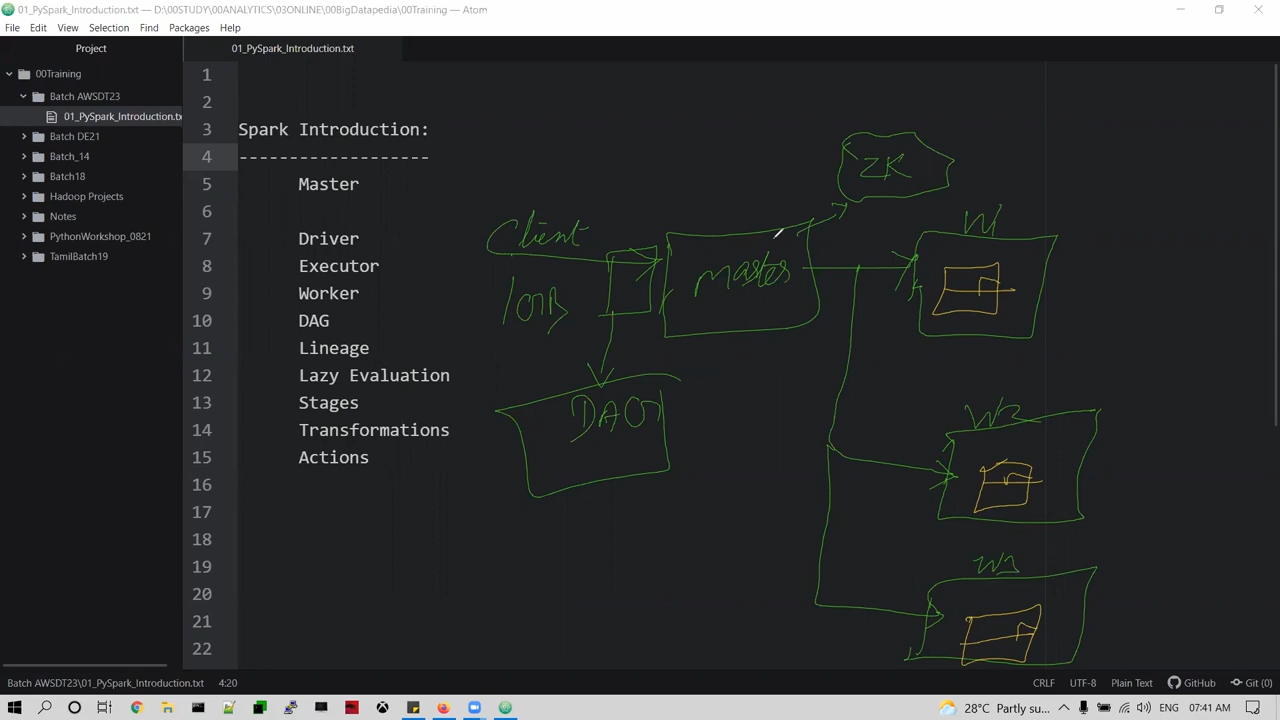 01_PySpark_Introduction.txt — D:\00STUDY\00ANALYTICS\03ONLINE\00BigDatapedia\00Training — Atom
File Edit View Selection Find Packages Help
Project
01_PySpark_Introduction.txt
00Training
Batch AWSDT23
01_PySpark_Introduction.tx
Batch DE21
Batch_14
Batch18
Hadoop Projects
Notes
PythonWorkshop_0821
TamilBatch19
1
2
3 Spark Introduction:
4 -------------------
5 Master
6
7 Driver
8 Executor
9 Worker
10 DAG
11 Lineage
12 Lazy Evaluation
13 Stages
14 Transformations
15 Actions
16
17
18
19
20
21
22
ZK
Client
master
W1
DAG
W2
W3
Batch AWSDT23\01_PySpark_Introduction.txt 4:20
CRLF UTF-8 Plain Text GitHub Git (0)
28°C Partly su... ENG 07:41 AM